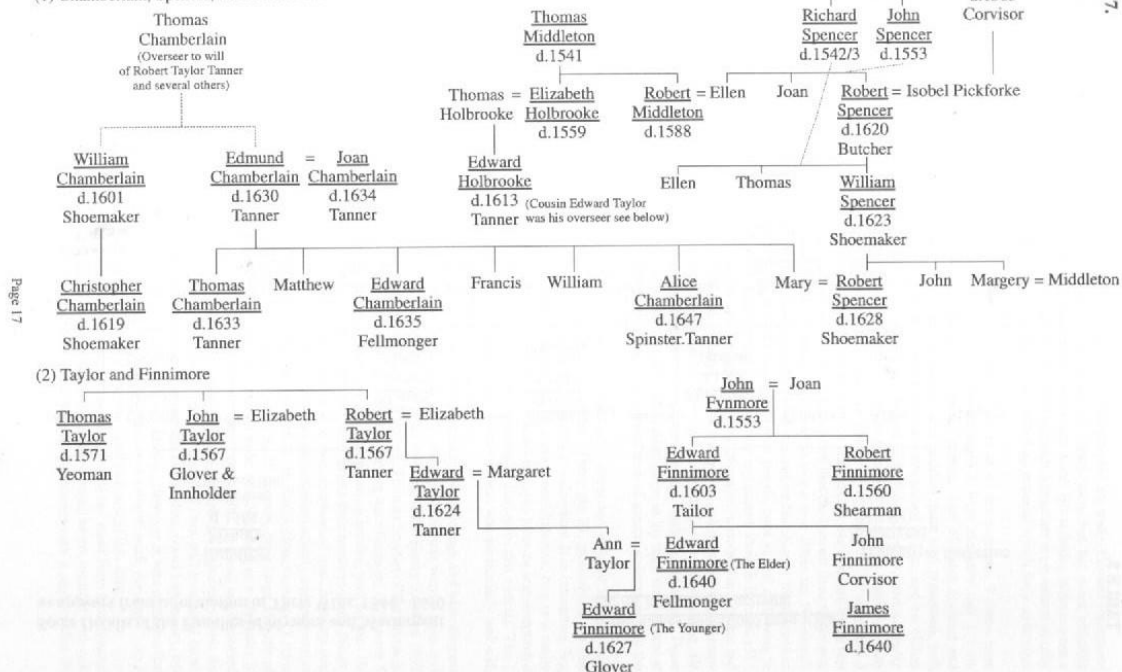 7.
Thomas
Chamberlain
(Overseer to will
of Robert Taylor Tanner
and several others)
Thomas
Middleton
d.1541
Richard
Spencer
d.1542/3
John
Spencer
d.1553
Corvisor
Thomas =
Holbrooke
Elizabeth
Holbrooke
d.1559
Robert
Middleton
d.1588
= Ellen
Joan
Robert
Spencer
d.1620
Butcher
= Isobel Pickforke
William
Chamberlain
d.1601
Shoemaker
Edmund
Chamberlain
d.1630
Tanner
=
Joan
Chamberlain
d.1634
Tanner
Edward
Holbrooke
d.1613
Tanner
(Cousin Edward Taylor
was his overseer see below)
Ellen
Thomas
William
Spencer
d.1623
Shoemaker
Page 17
Christopher
Chamberlain
d.1619
Shoemaker
Thomas
Chamberlain
d.1633
Tanner
Matthew
Edward
Chamberlain
d.1635
Fellmonger
Francis
William
Alice
Chamberlain
d.1647
Spinster.Tanner
Mary =
Robert
Spencer
d.1628
Shoemaker
John
Margery = Middleton
(2) Taylor and Finnimore
Thomas
Taylor
d.1571
Yeoman
John
Taylor
d.1567
Glover &
Innholder
= Elizabeth
Robert
Taylor
d.1567
Tanner
= Elizabeth
Edward
Taylor
d.1624
Tanner
= Margaret
John
Fynmore
d.1553
= Joan
Edward
Finnimore
d.1603
Tailor
Robert
Finnimore
d.1560
Shearman
Ann =
Taylor
Edward
Finnimore (The Elder)
d.1640
Fellmonger
John
Finnimore
Corvisor
Edward
Finnimore (The Younger)
d.1627
Glover
James
Finnimore
d.1640